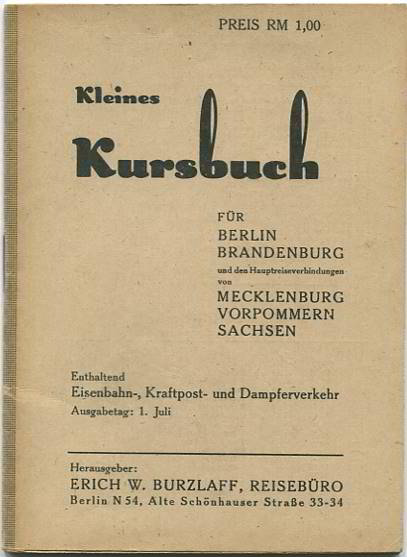 PREIS RM 1,00
Kleines
Kursbuch
FÜR
BERLIN
BRANDENBURG
und den Hauptreiseverbindungen
von
MECKLENBURG
VORPOMMERN
SACHSEN
Enthaltend
Eisenbahn-, Kraftpost- und Dampferverkehr
Ausgabetag: 1. Juli
Herausgeber:
ERICH W. BURZLAFF, REISEBÜRO
Berlin N 54, Alte Schönhauser Straße 33-34